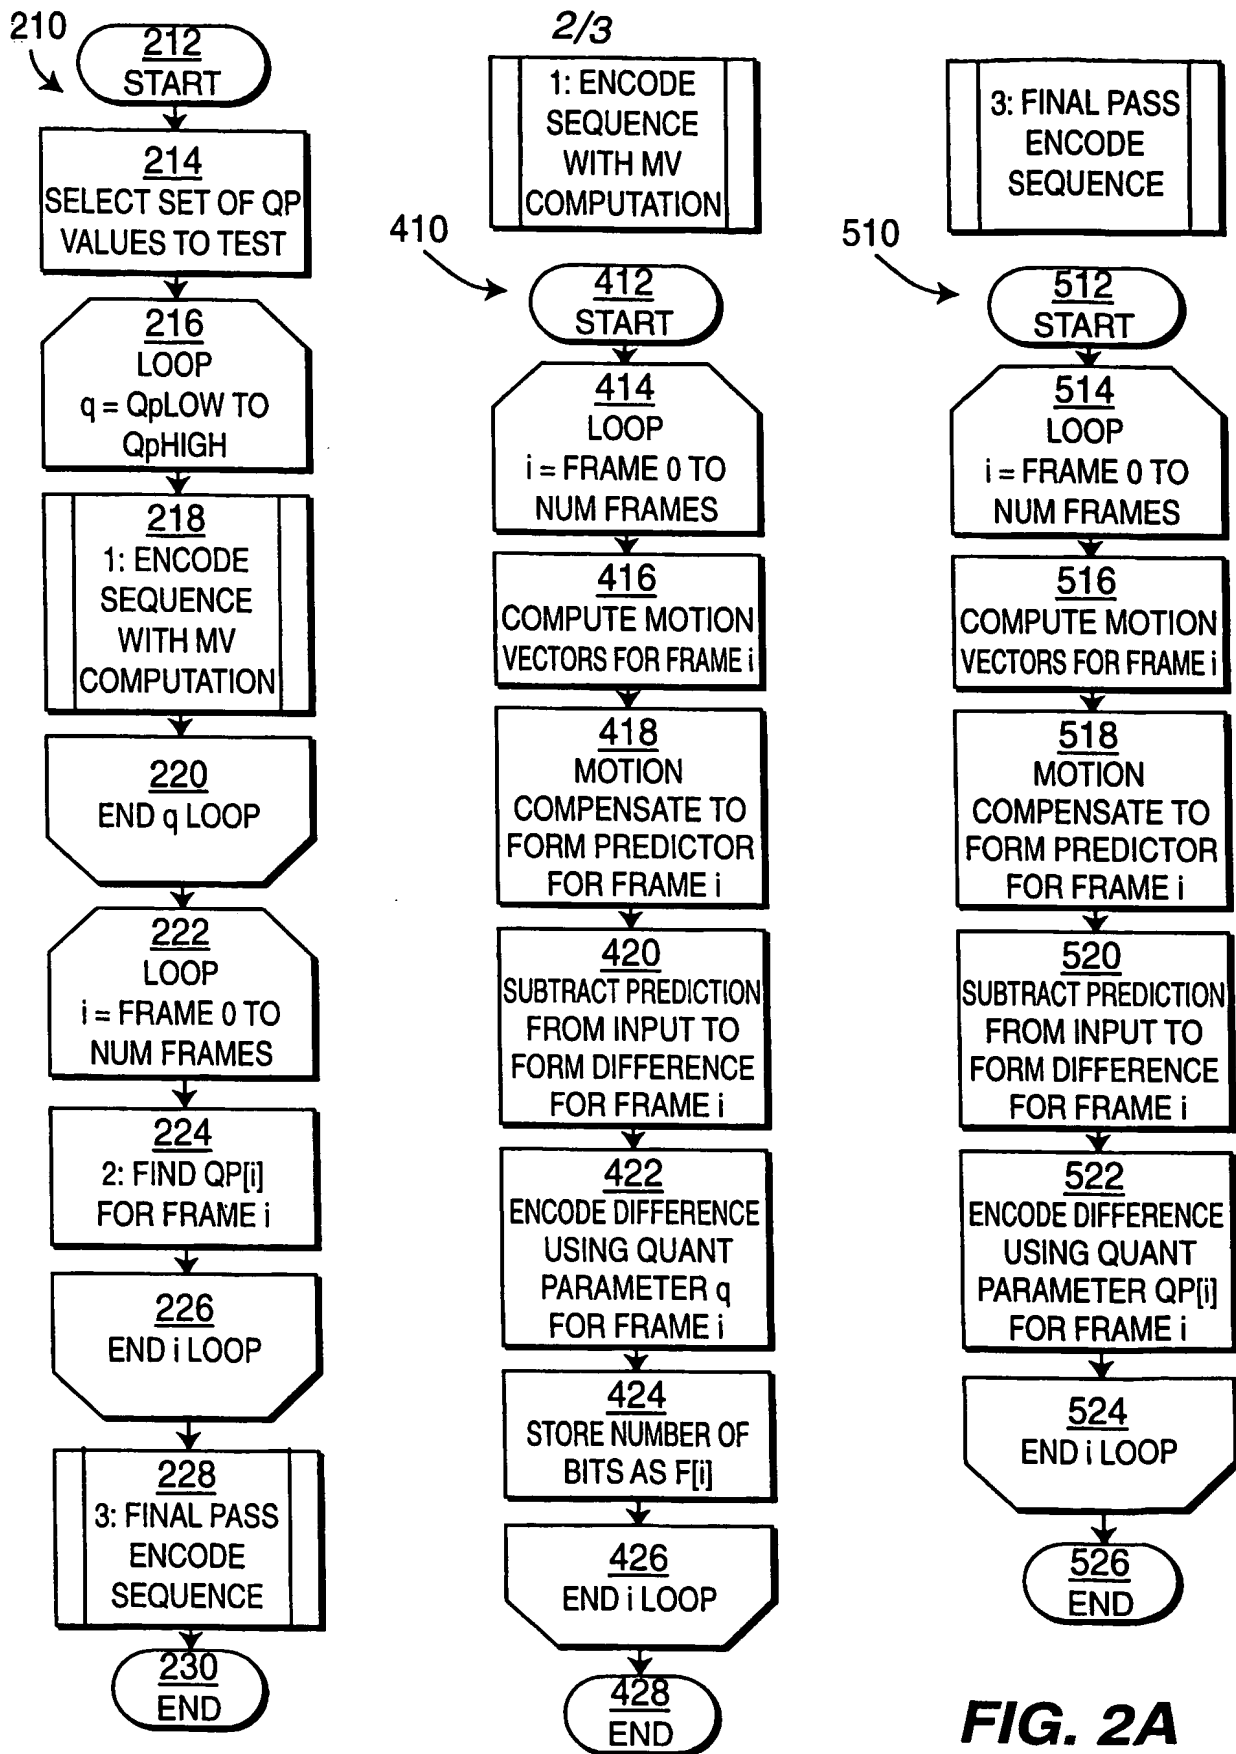 2/3
210
212
START
214
SELECT SET OF QP
VALUES TO TEST
216
LOOP
q = QpLOW TO
QpHIGH
218
1: ENCODE
SEQUENCE
WITH MV
COMPUTATION
220
END q LOOP
222
LOOP
i = FRAME 0 TO
NUM FRAMES
224
2: FIND QP[i]
FOR FRAME i
226
END i LOOP
228
3: FINAL PASS
ENCODE
SEQUENCE
230
END
1: ENCODE
SEQUENCE
WITH MV
COMPUTATION
410
412
START
414
LOOP
i = FRAME 0 TO
NUM FRAMES
416
COMPUTE MOTION
VECTORS FOR FRAME i
418
MOTION
COMPENSATE TO
FORM PREDICTOR
FOR FRAME i
420
SUBTRACT PREDICTION
FROM INPUT TO
FORM DIFFERENCE
FOR FRAME i
422
ENCODE DIFFERENCE
USING QUANT
PARAMETER q
FOR FRAME i
424
STORE NUMBER OF
BITS AS F[i]
426
END i LOOP
428
END
3: FINAL PASS
ENCODE
SEQUENCE
510
512
START
514
LOOP
i = FRAME 0 TO
NUM FRAMES
516
COMPUTE MOTION
VECTORS FOR FRAME i
518
MOTION
COMPENSATE TO
FORM PREDICTOR
FOR FRAME i
520
SUBTRACT PREDICTION
FROM INPUT TO
FORM DIFFERENCE
FOR FRAME i
522
ENCODE DIFFERENCE
USING QUANT
PARAMETER QP[i]
FOR FRAME i
524
END i LOOP
526
END
FIG. 2A